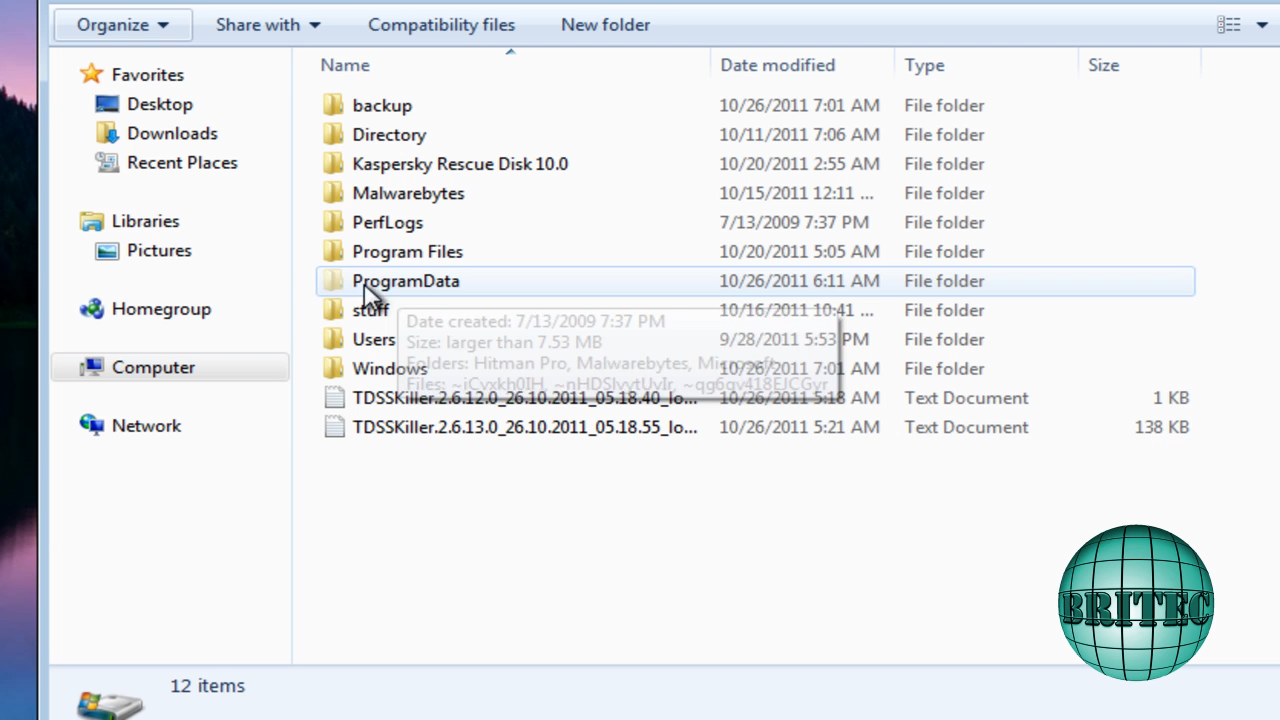 Organize Share with Compatibility files New folder
Name Date modified Type Size
Favorites
Desktop
Downloads
Recent Places
Libraries
Pictures
Homegroup
Computer
Network
backup 10/26/2011 7:01 AM File folder
Directory 10/11/2011 7:06 AM File folder
Kaspersky Rescue Disk 10.0 10/20/2011 2:55 AM File folder
Malwarebytes 10/15/2011 12:11 ... File folder
PerfLogs 7/13/2009 7:37 PM File folder
Program Files 10/20/2011 5:05 AM File folder
ProgramData 10/26/2011 6:11 AM File folder
stuff 10/16/2011 10:41 ... File folder
Users 9/28/2011 5:53 PM File folder
Windows 10/26/2011 7:01 AM File folder
TDSSKiller.2.6.12.0_26.10.2011_05.18.40_lo... 10/26/2011 5:18 AM Text Document 1 KB
TDSSKiller.2.6.13.0_26.10.2011_05.18.55_lo... 10/26/2011 5:21 AM Text Document 138 KB
Date created: 7/13/2009 7:37 PM
Size: larger than 7.53 MB
Folders: Hitman Pro, Malwarebytes, Microsoft
Files:
BRITEC
12 items